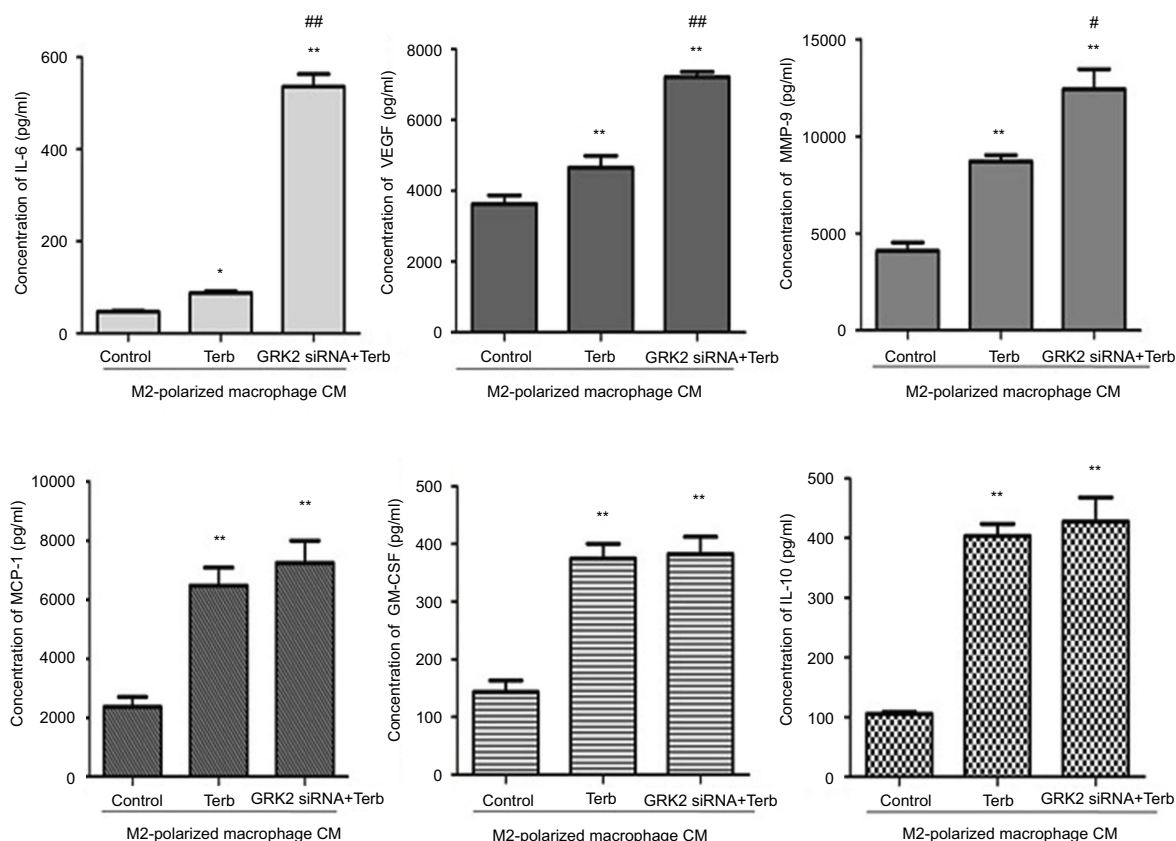 ##
**
*
Concentration of IL-6 (pg/ml)
600
400
200
0
Control Terb GRK2 siRNA+Terb
M2-polarized macrophage CM
##
**
**
Concentration of VEGF (pg/ml)
8000
6000
4000
2000
0
Control Terb GRK2 siRNA+Terb
M2-polarized macrophage CM
#
**
**
Concentration of MMP-9 (pg/ml)
15000
10000
5000
0
Control Terb GRK2 siRNA+Terb
M2-polarized macrophage CM
**
**
Concentration of MCP-1 (pg/ml)
10000
8000
6000
4000
2000
0
Control Terb GRK2 siRNA+Terb
M2-polarized macrophage CM
**
**
Concentration of GM-CSF (pg/ml)
500
400
300
200
100
0
Control Terb GRK2 siRNA+Terb
M2-polarized macrophage CM
**
**
Concentration of IL-10 (pg/ml)
500
400
300
200
100
0
Control Terb GRK2 siRNA+Terb
M2-polarized macrophage CM